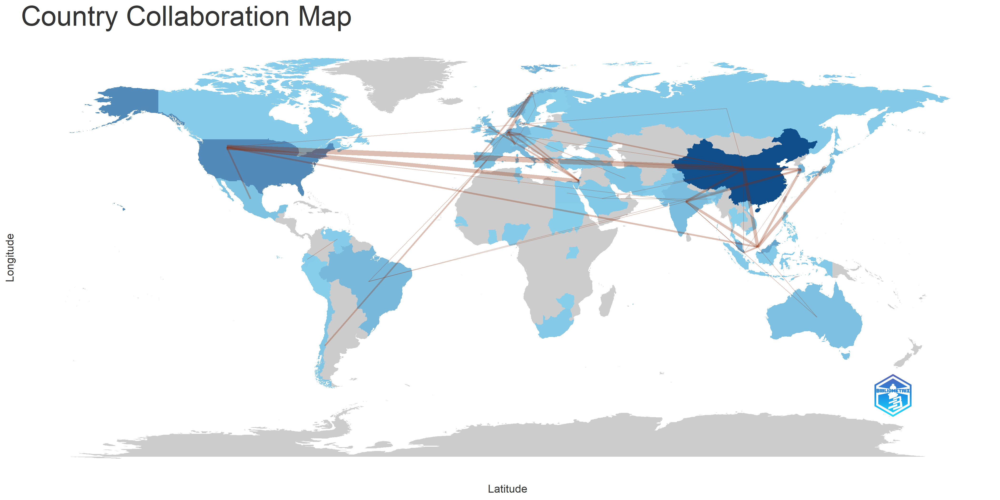 Country Collaboration Map
Longitude
BIBLIOMETRIX
Latitude